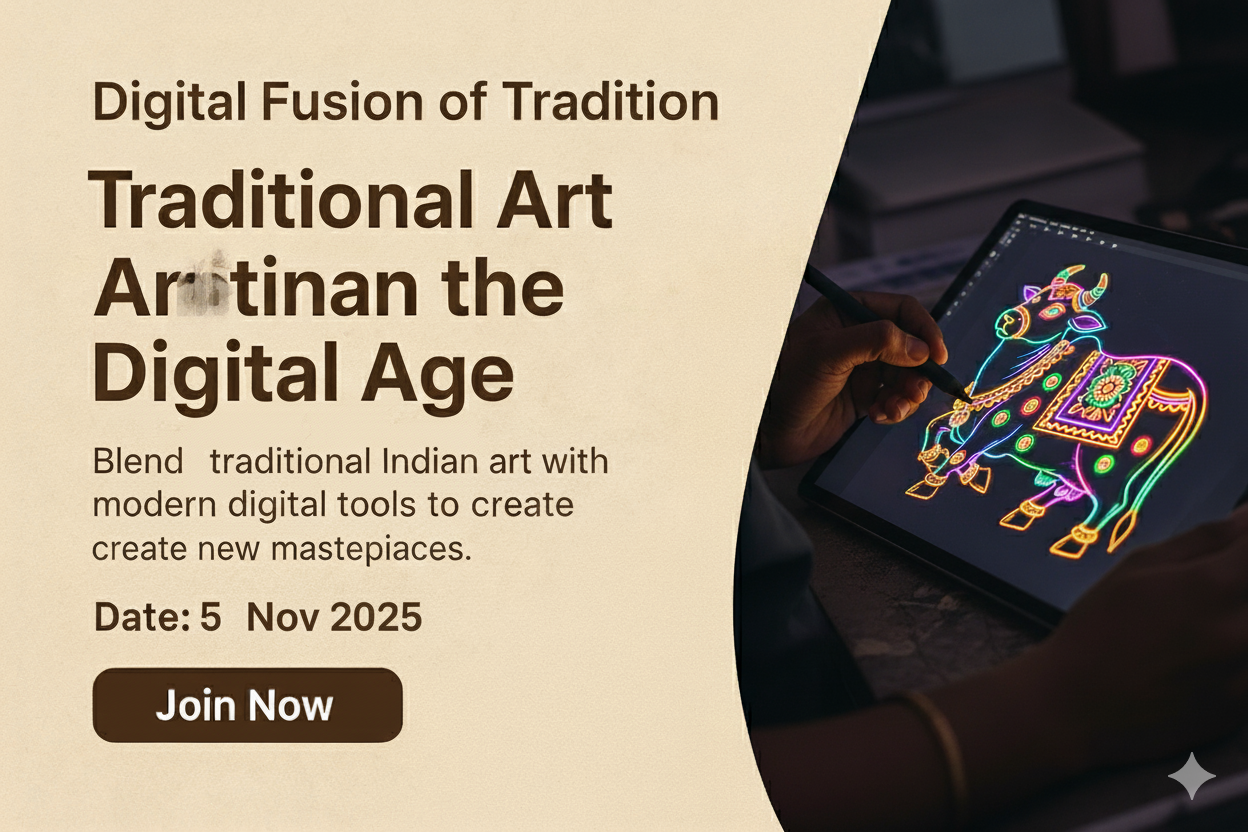 Digital Fusion of Tradition
Traditional Art
the
Digital Age
Blend traditional Indian art with
modern digital tools to create
create new mastepiaces.
Date: 5 Nov 2025
Join Now